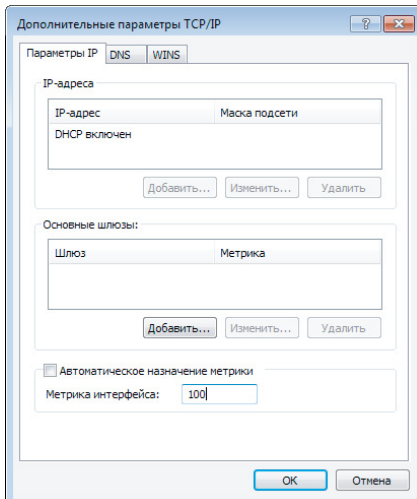 Дополнительные параметры TCP/IP
Параметры IP DNS WINS
IP-адреса
IP-адрес Маска подсети
DHCP включен
Добавить... Изменить... Удалить
Основные шлюзы:
Шлюз Метрика
Добавить... Изменить... Удалить
Автоматическое назначение метрики
Метрика интерфейса: 100
OK Отмена